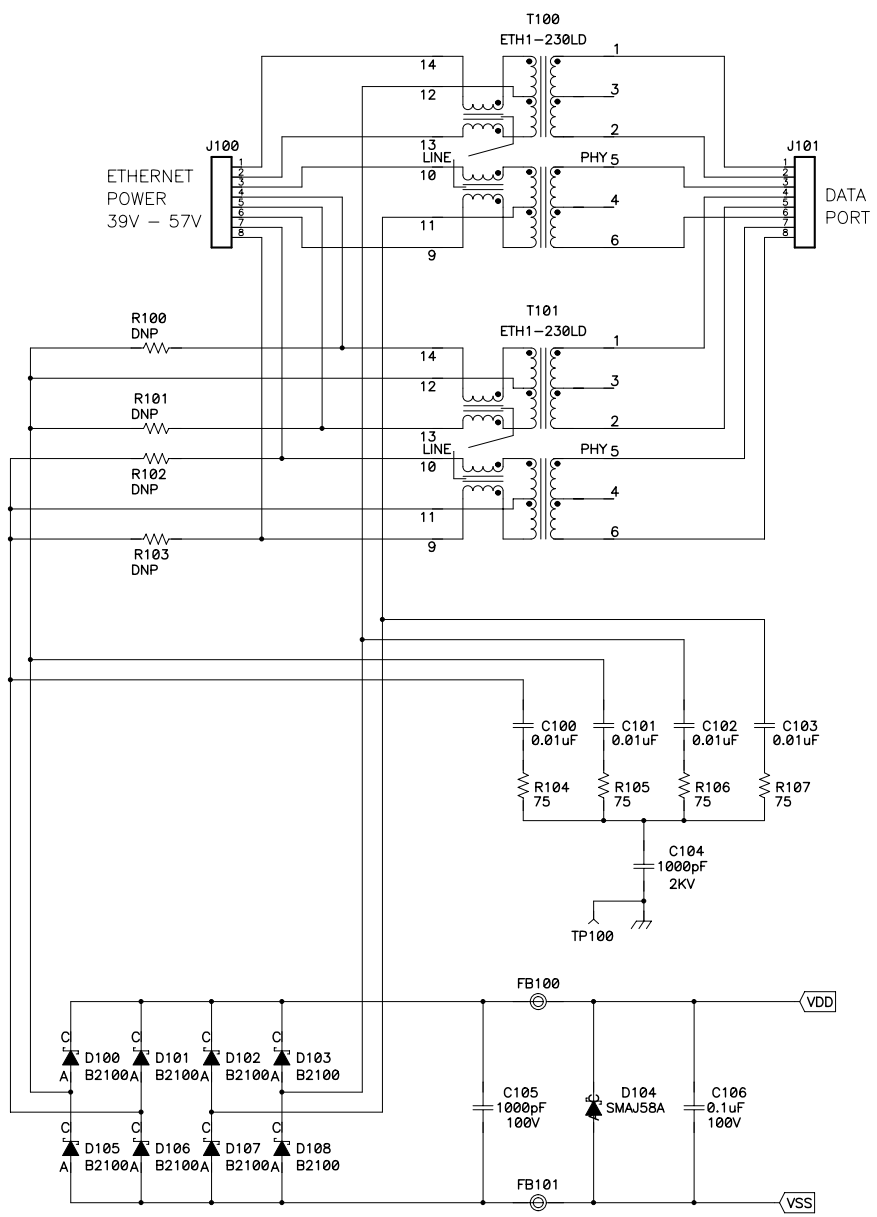 T100
ETH1-230LD
14
12
13
LINE
10
11
9
1
3
2
PHY 5
4
6
J100
1
2
3
4
5
6
7
8
ETHERNET
POWER
39V – 57V
J101
1
2
3
4
5
6
7
8
DATA
PORT
T101
ETH1-230LD
14
12
13
LINE
10
11
9
1
3
2
PHY 5
4
6
R100
DNP
R101
DNP
R102
DNP
R103
DNP
C100
0.01uF
C101
0.01uF
C102
0.01uF
C103
0.01uF
R104
75
R105
75
R106
75
R107
75
C104
1000pF
2KV
TP100
FB100
VDD
C
D100
A
B2100
C
D101
A
B2100
C
D102
A
B2100
C
D103
A
B2100
C105
1000pF
100V
C
D104
SMAJ58A
A
C106
0.1uF
100V
C
D105
A
B2100
C
D106
A
B2100
C
D107
A
B2100
C
D108
A
B2100
FB101
VSS